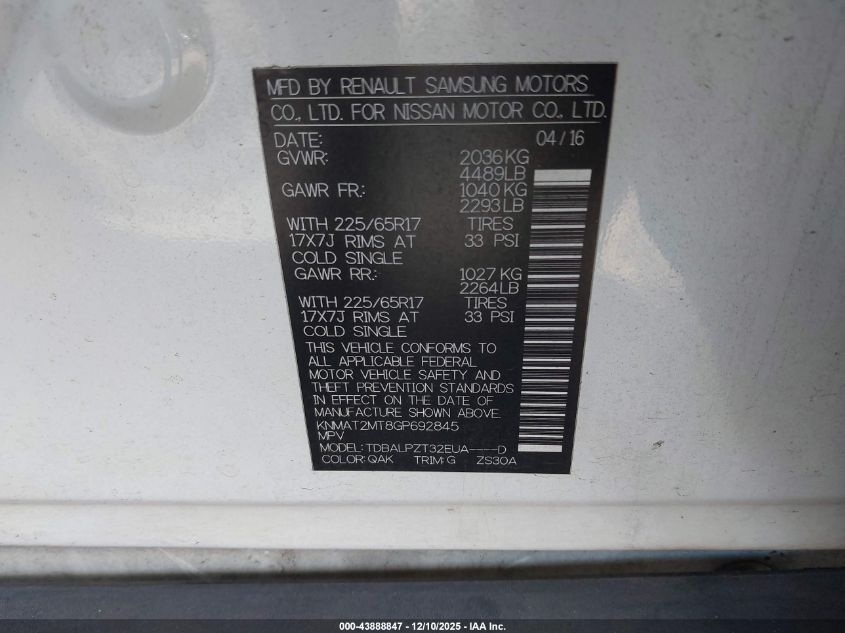 MFD BY RENAULT SAMSUNG MOTORS
CO., LTD. FOR NISSAN MOTOR CO., LTD.
DATE: 04/16
GVWR: 2036KG
4489LB
GAWR FR.: 1040KG
2293LB
WITH 225/65R17 TIRES
17X7J RIMS AT 33 PSI
COLD SINGLE
GAWR RR.: 1027KG
2264LB
WITH 225/65R17 TIRES
17X7J RIMS AT 33 PSI
COLD SINGLE
THIS VEHICLE CONFORMS TO
ALL APPLICABLE FEDERAL
MOTOR VEHICLE SAFETY AND
THEFT PREVENTION STANDARDS
IN EFFECT ON THE DATE OF
MANUFACTURE SHOWN ABOVE.
KNMAT2MT8GP692845
MPV
MODEL: TDBALPZT32EUA----D
COLOR: QAK TRIM: G ZS30A
000-43888847 - 12/10/2025 - IAA Inc.